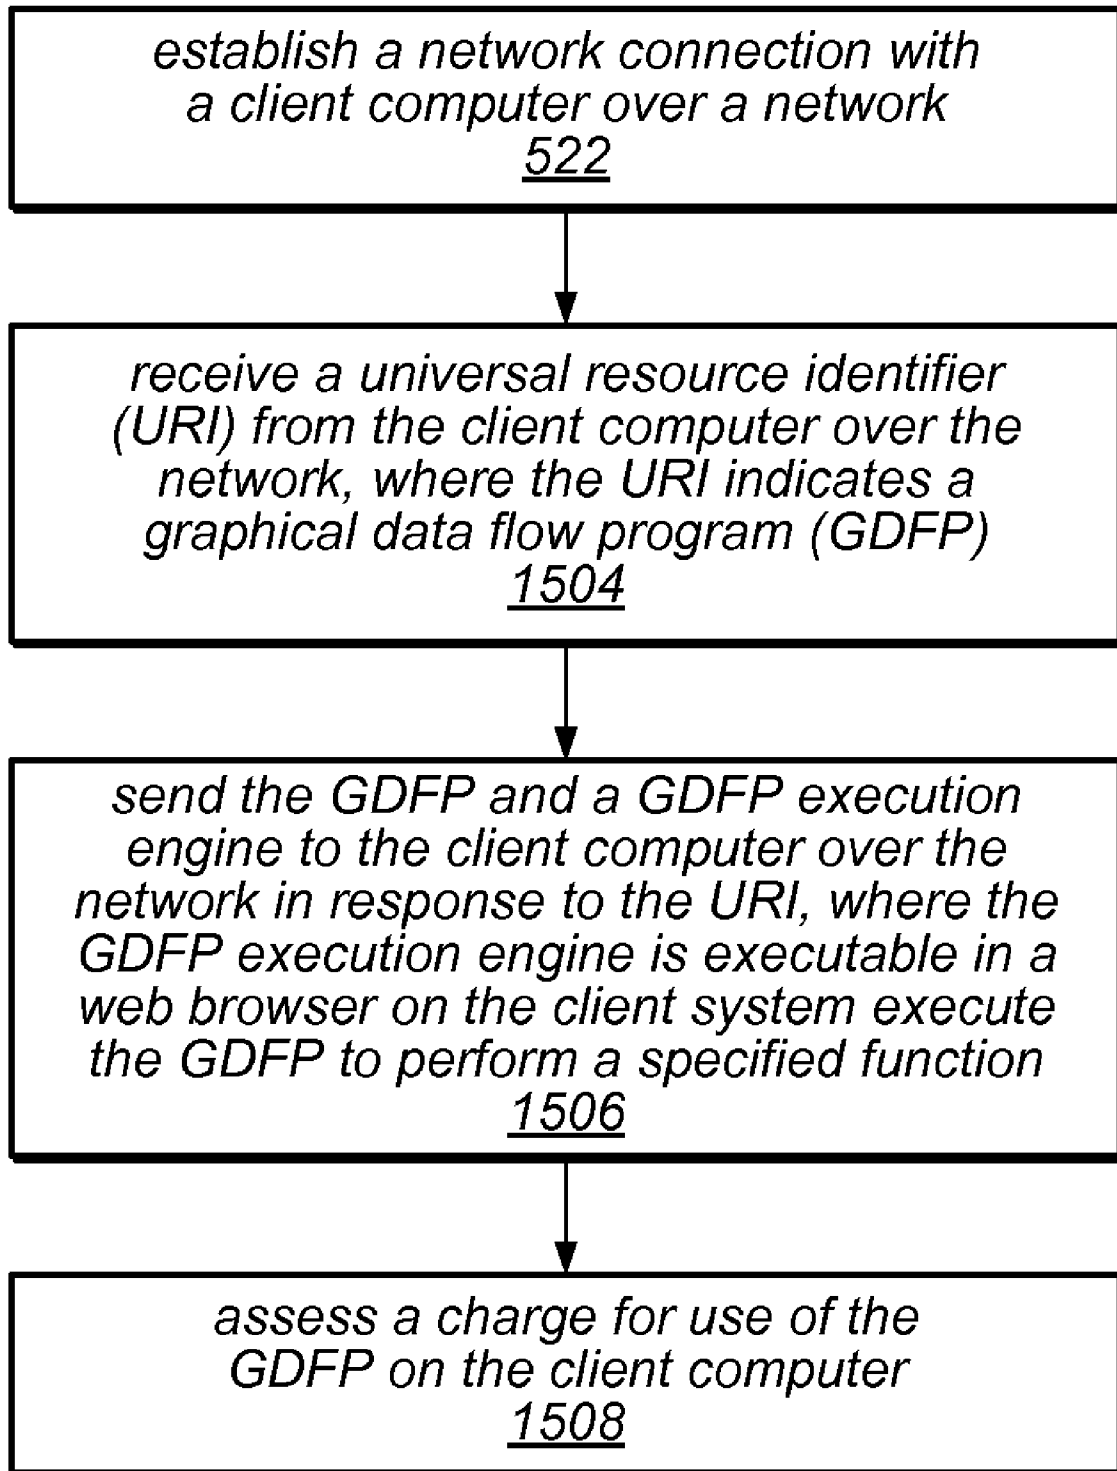 establish a network connection with
a client computer over a network
522
receive a universal resource identifier
(URI) from the client computer over the
network, where the URI indicates a
graphical data flow program (GDFP)
1504
send the GDFP and a GDFP execution
engine to the client computer over the
network in response to the URI, where the
GDFP execution engine is executable in a
web browser on the client system execute
the GDFP to perform a specified function
1506
assess a charge for use of the
GDFP on the client computer
1508